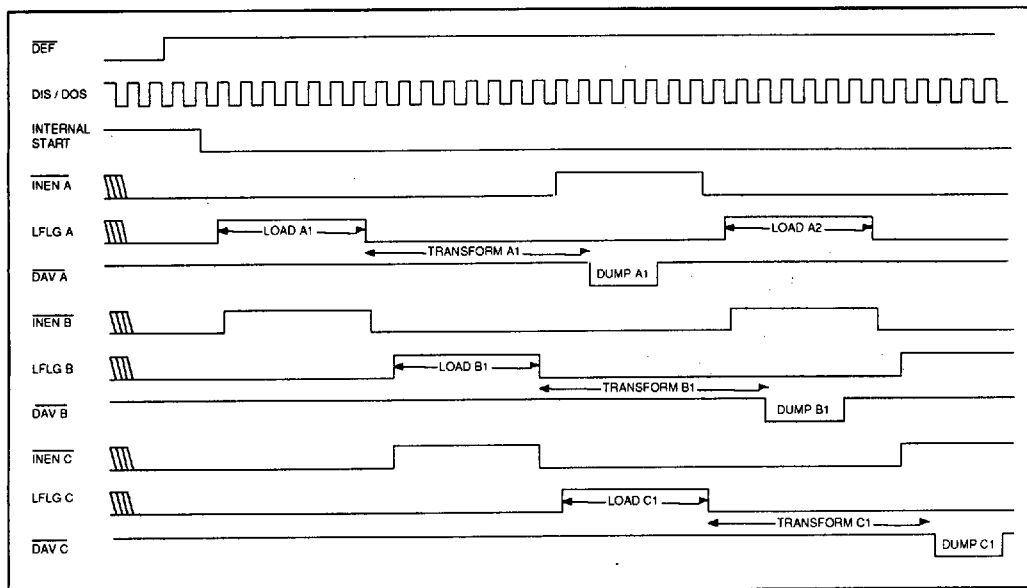 DEF
DIS / DOS
INTERNAL
START
INEN A
LFLG A
LOAD A1
LOAD A2
TRANSFORM A1
DAV A
DUMP A1
INEN B
LFLG B
LOAD B1
TRANSFORM B1
DAV B
DUMP B1
INEN C
LFLG C
LOAD C1
TRANSFORM C1
DAV C
DUMP C1